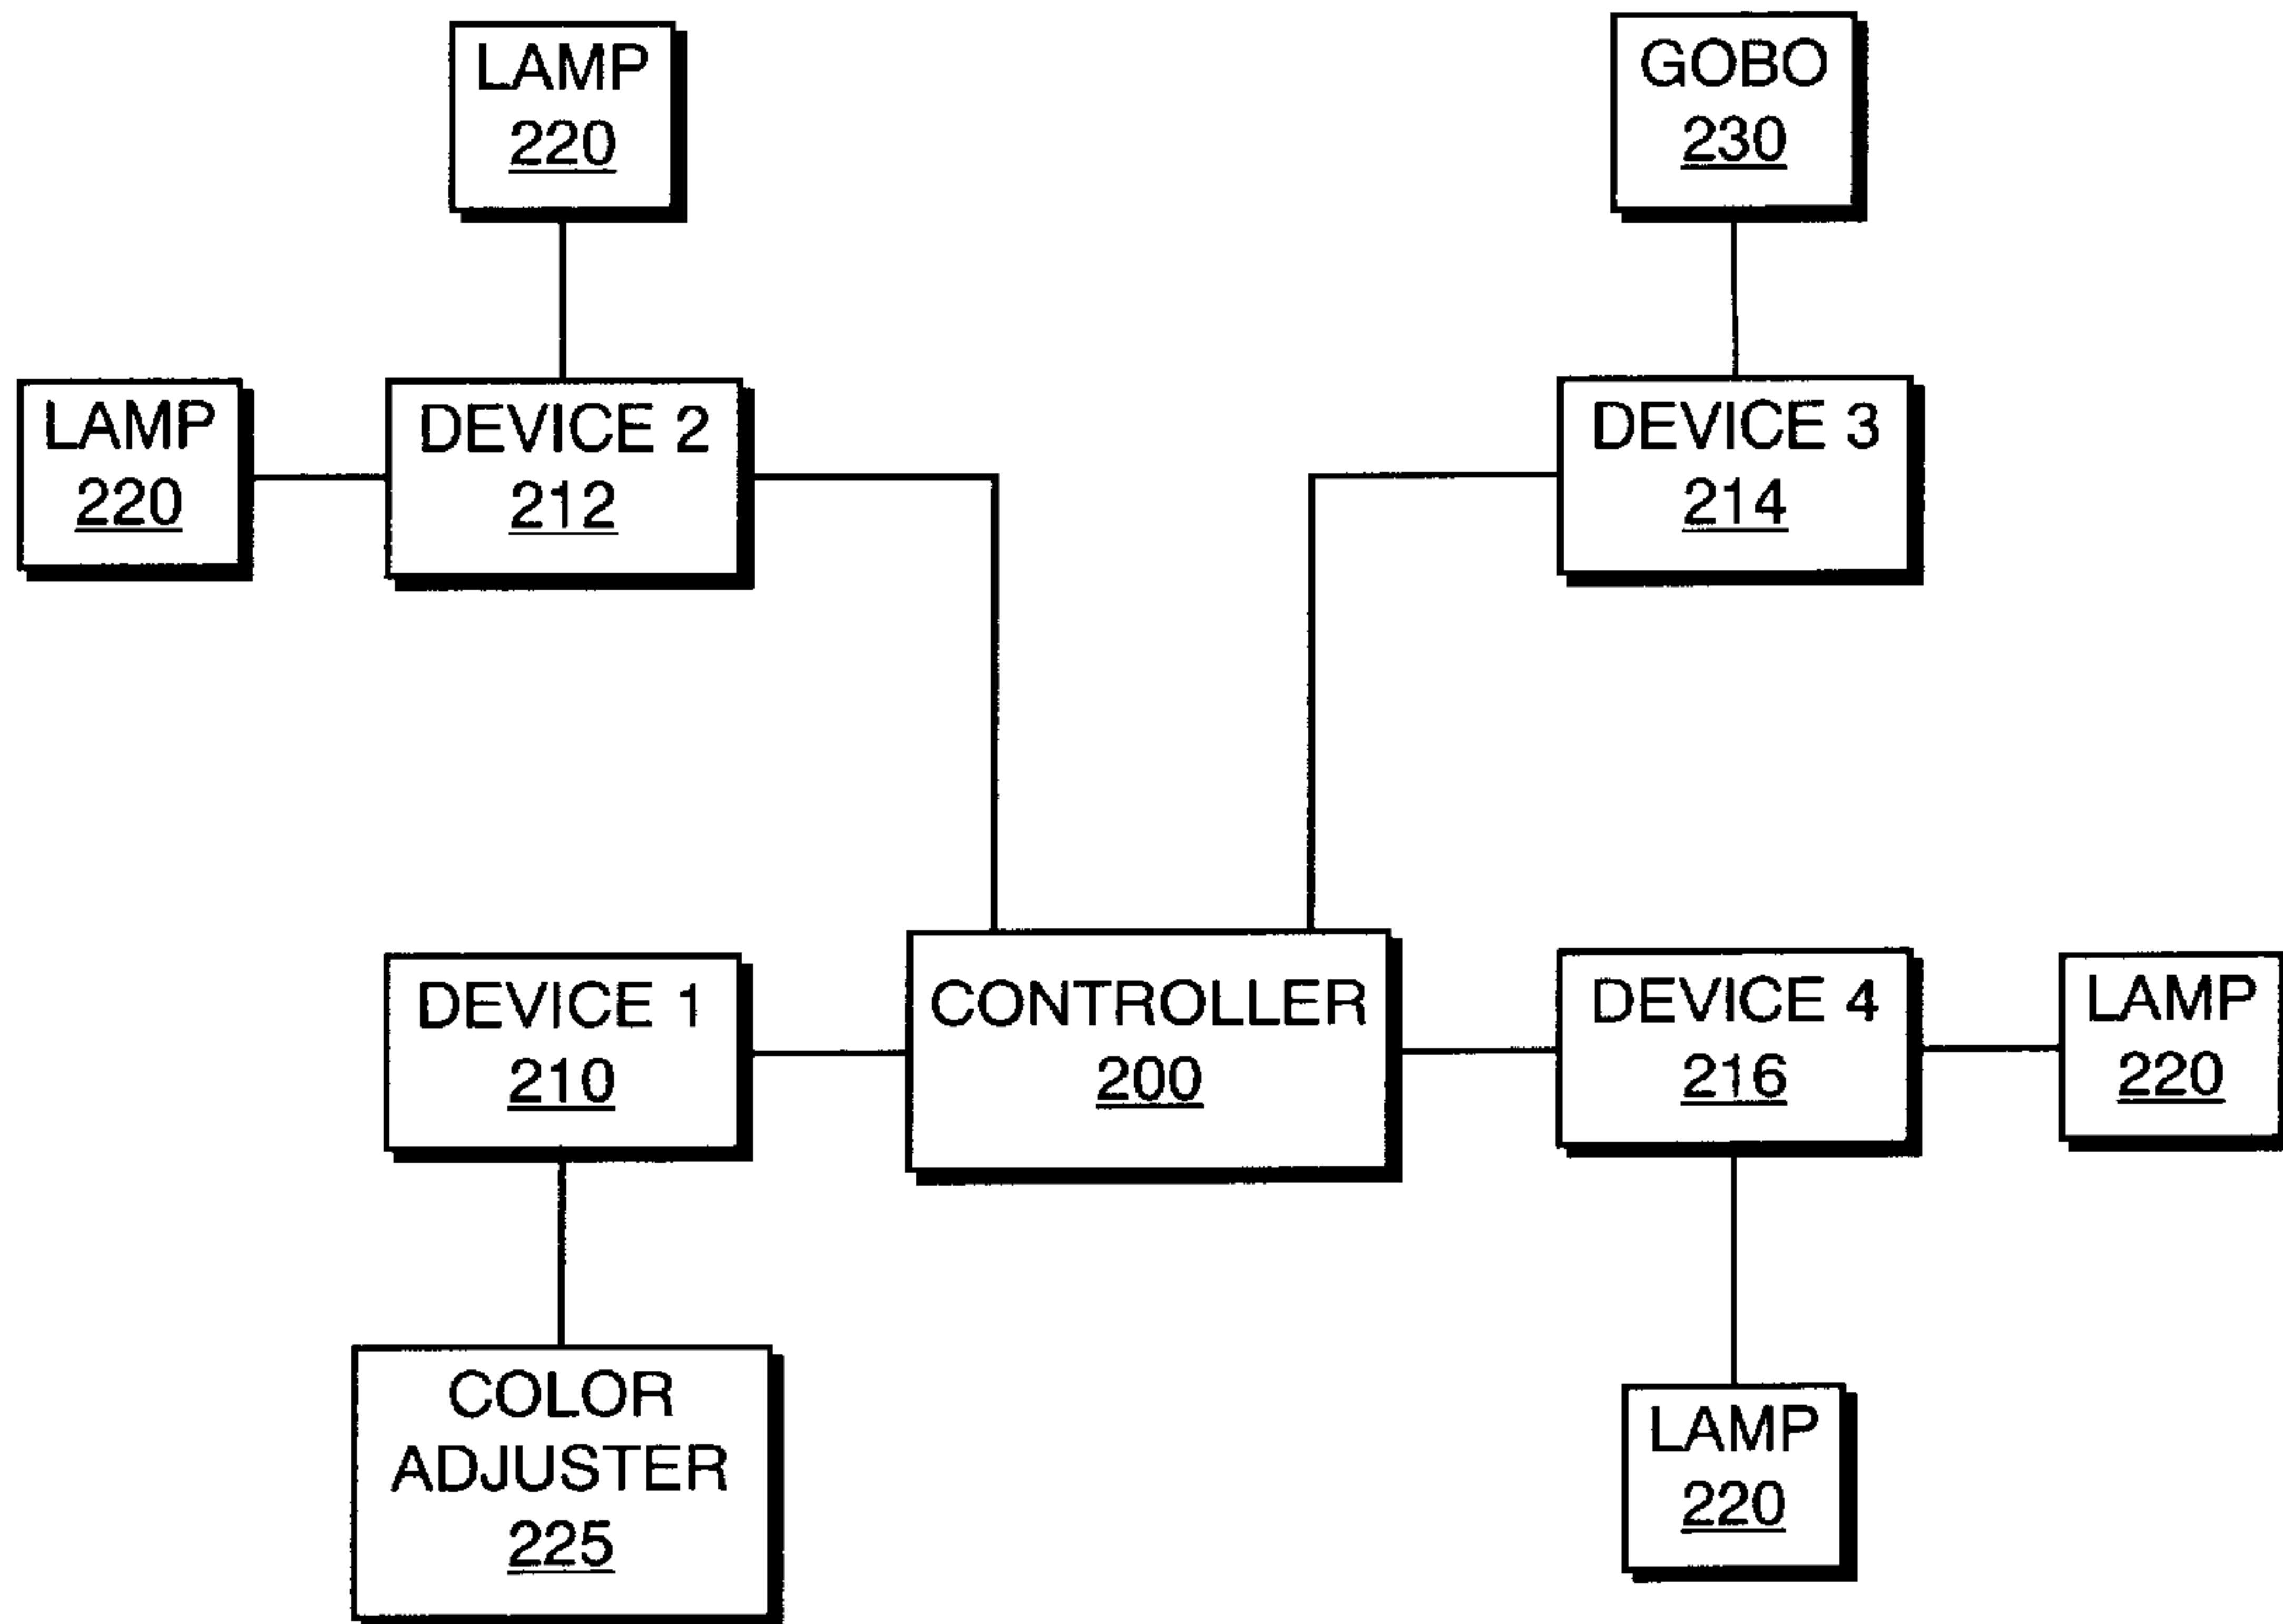 LAMP
220
GOBO
230
LAMP
220
DEVICE 2
212
DEVICE 3
214
DEVICE 1
210
CONTROLLER
200
DEVICE 4
216
LAMP
220
COLOR
ADJUSTER
225
LAMP
220